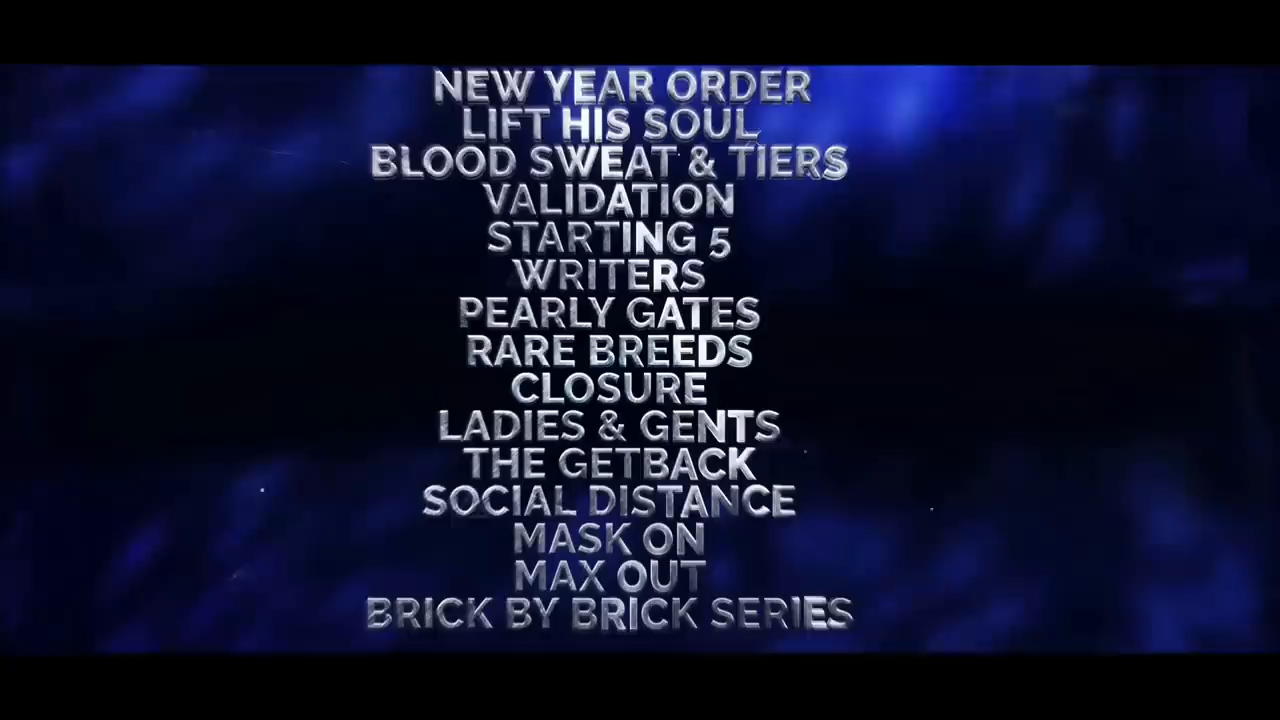 NEW YEAR ORDER
LIFT HIS SOUL
BLOOD SWEAT & TIERS
VALIDATION
STARTING 5
WRITERS
PEARLY GATES
RARE BREEDS
CLOSURE
LADIES & GENTS
THE GETBACK
SOCIAL DISTANCE
MASK ON
MAX OUT
BRICK BY BRICK SERIES